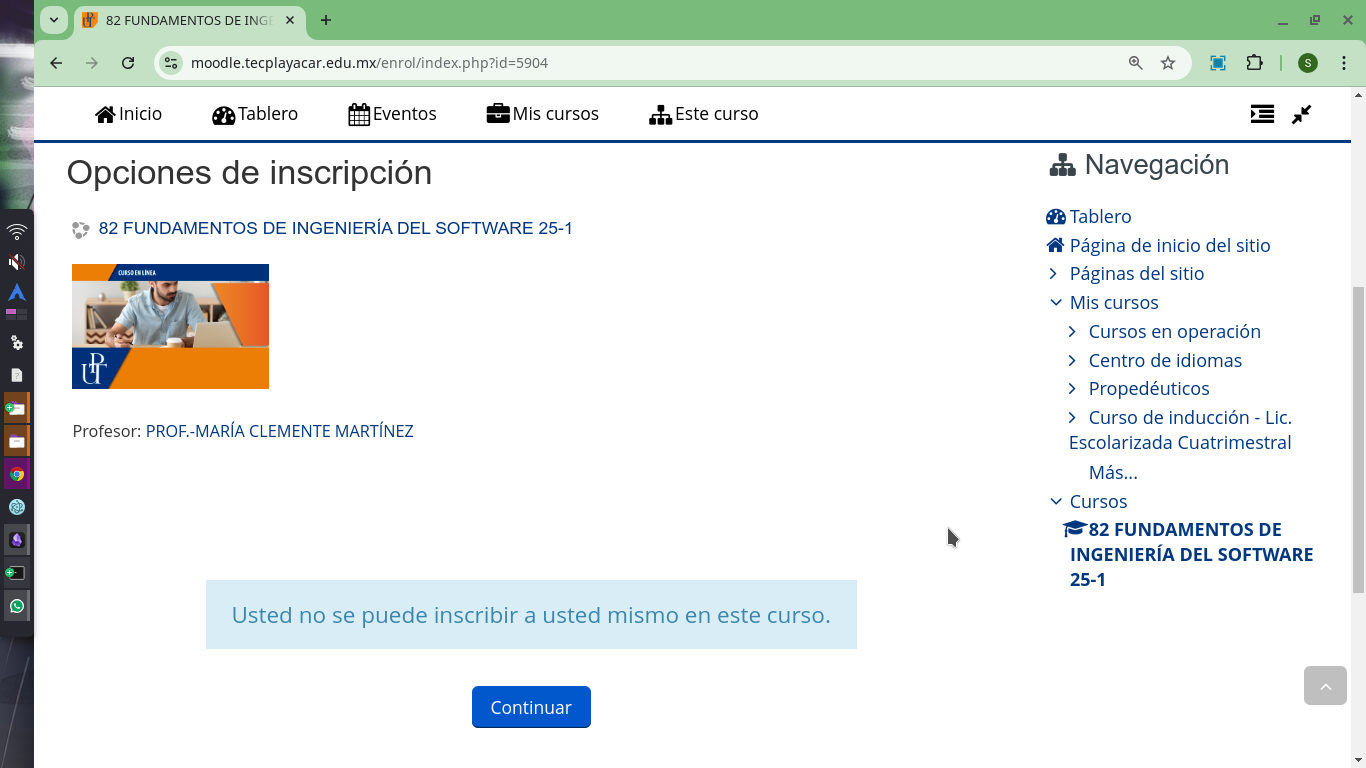 82 FUNDAMENTOS DE INGE
moodle.tecplayacar.edu.mx/enrol/index.php?id=5904
S
Inicio
Tablero
Eventos
Mis cursos
Este curso
Opciones de inscripción
82 FUNDAMENTOS DE INGENIERÍA DEL SOFTWARE 25-1
CURSO EN LÍNEA
UPT
Profesor: PROF.-MARÍA CLEMENTE MARTÍNEZ
Usted no se puede inscribir a usted mismo en este curso.
Continuar
Navegación
Tablero
Página de inicio del sitio
Páginas del sitio
Mis cursos
Cursos en operación
Centro de idiomas
Propedéuticos
Curso de inducción - Lic.
Escolarizada Cuatrimestral
Más...
Cursos
82 FUNDAMENTOS DE
INGENIERÍA DEL SOFTWARE
25-1